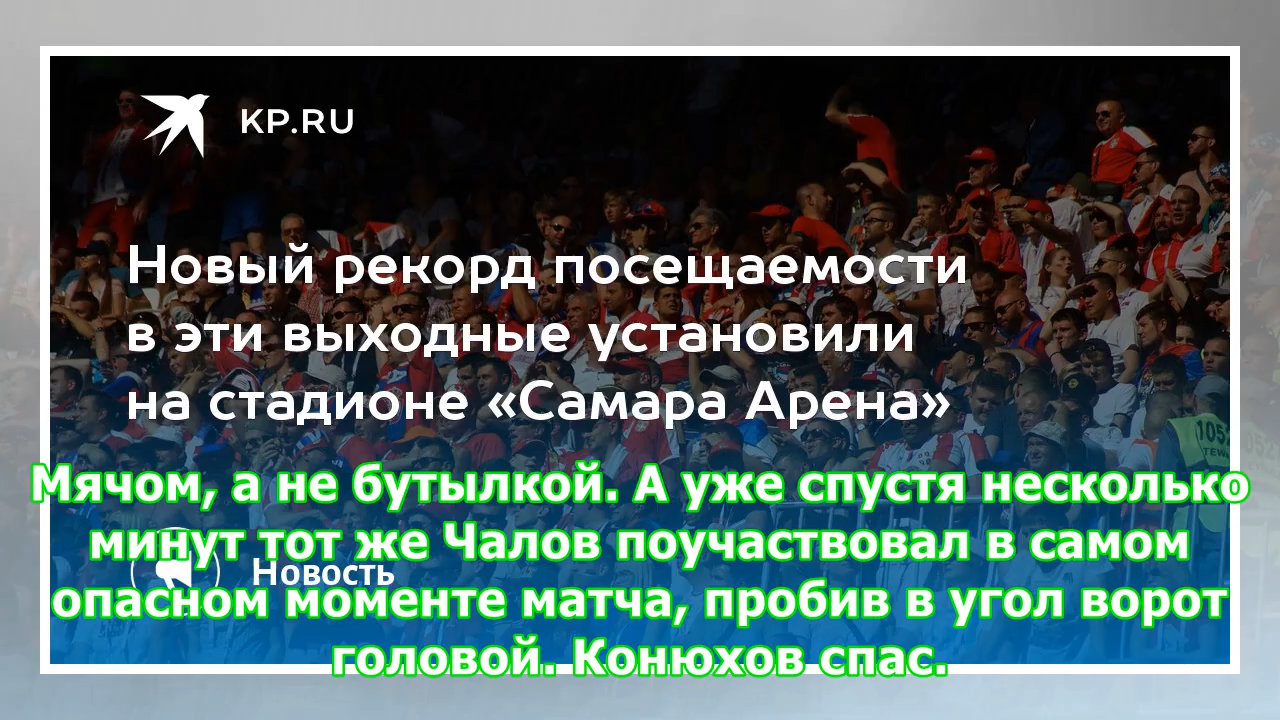 KP.RU
Новый рекорд посещаемости
в эти выходные установили
на стадионе «Самара Арена»
Мячом, а не бутылкой. А уже спустя несколько
минут тот же Чалов поучаствовал в самом
Новость
опасном моменте матча, пробив в угол ворот
головой. Конюхов спас.
105